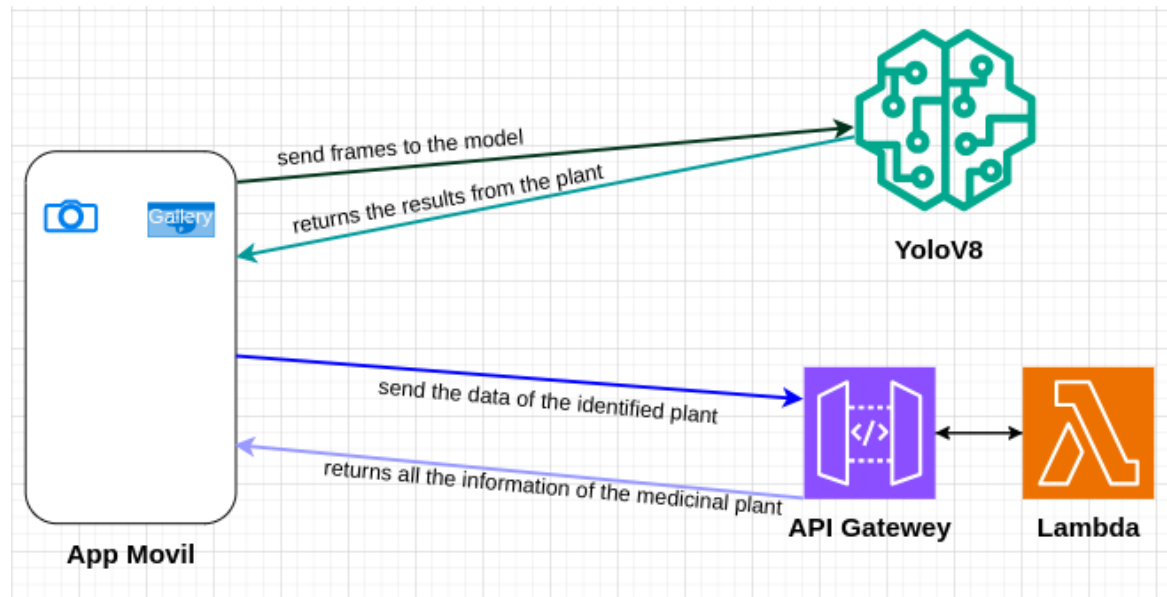 send frames to the model
returns the results from the plant
Gallery
YoloV8
send the data of the identified plant
</>
returns all the information of the medicinal plant
API Gatewey
Lambda
App Movil